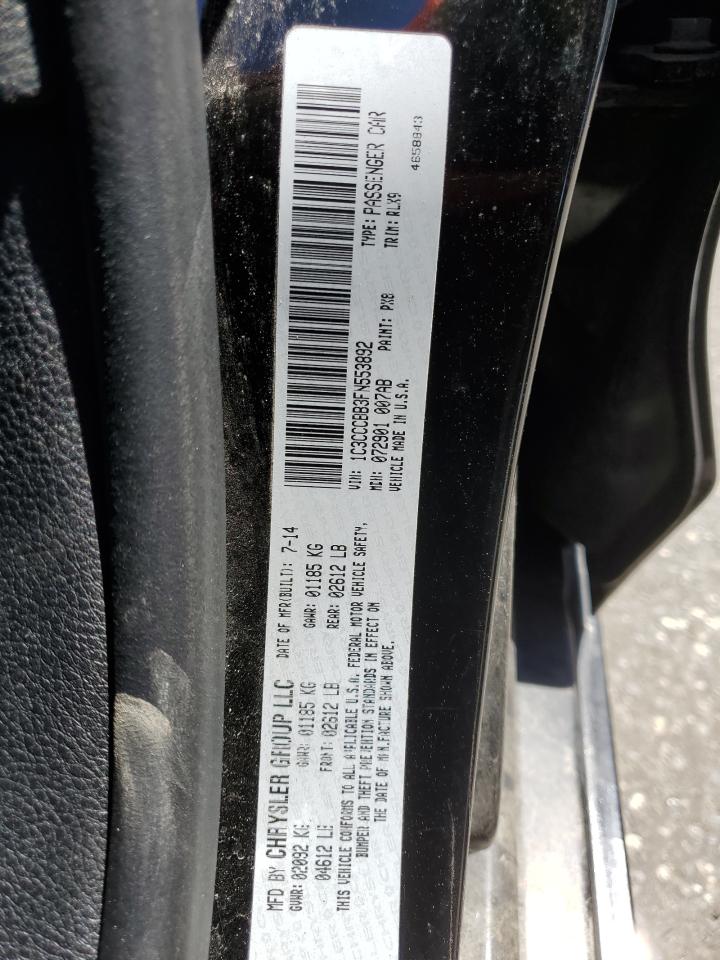 MFD BY CHRYSLER GROUP LLC DATE OF MFR(BUILT): 7-14
GVWR: 02092 KG GAWR: 01185 KG GAWR: 01185 KG
04612 LB FRONT: 02612 LB REAR: 02612 LB
THIS VEHICLE CONFORMS TO ALL APPLICABLE U.S.A. FEDERAL MOTOR VEHICLE SAFETY,
BUMPER AND THEFT PREVENTION STANDARDS IN EFFECT ON
THE DATE OF MANUFACTURE SHOWN ABOVE.
VIN: 1C3CCCBB3FN553892 TYPE: PASSENGER CAR
MDH: 072901 007AB PAINT: PX8 TRIM: RLX9
VEHICLE MADE IN U.S.A.
4658843